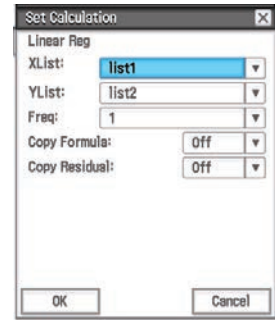 Set Calculation
Linear Reg
XList: list1
YList: list2
Freq: 1
Copy Formula: Off
Copy Residual: Off
OK Cancel